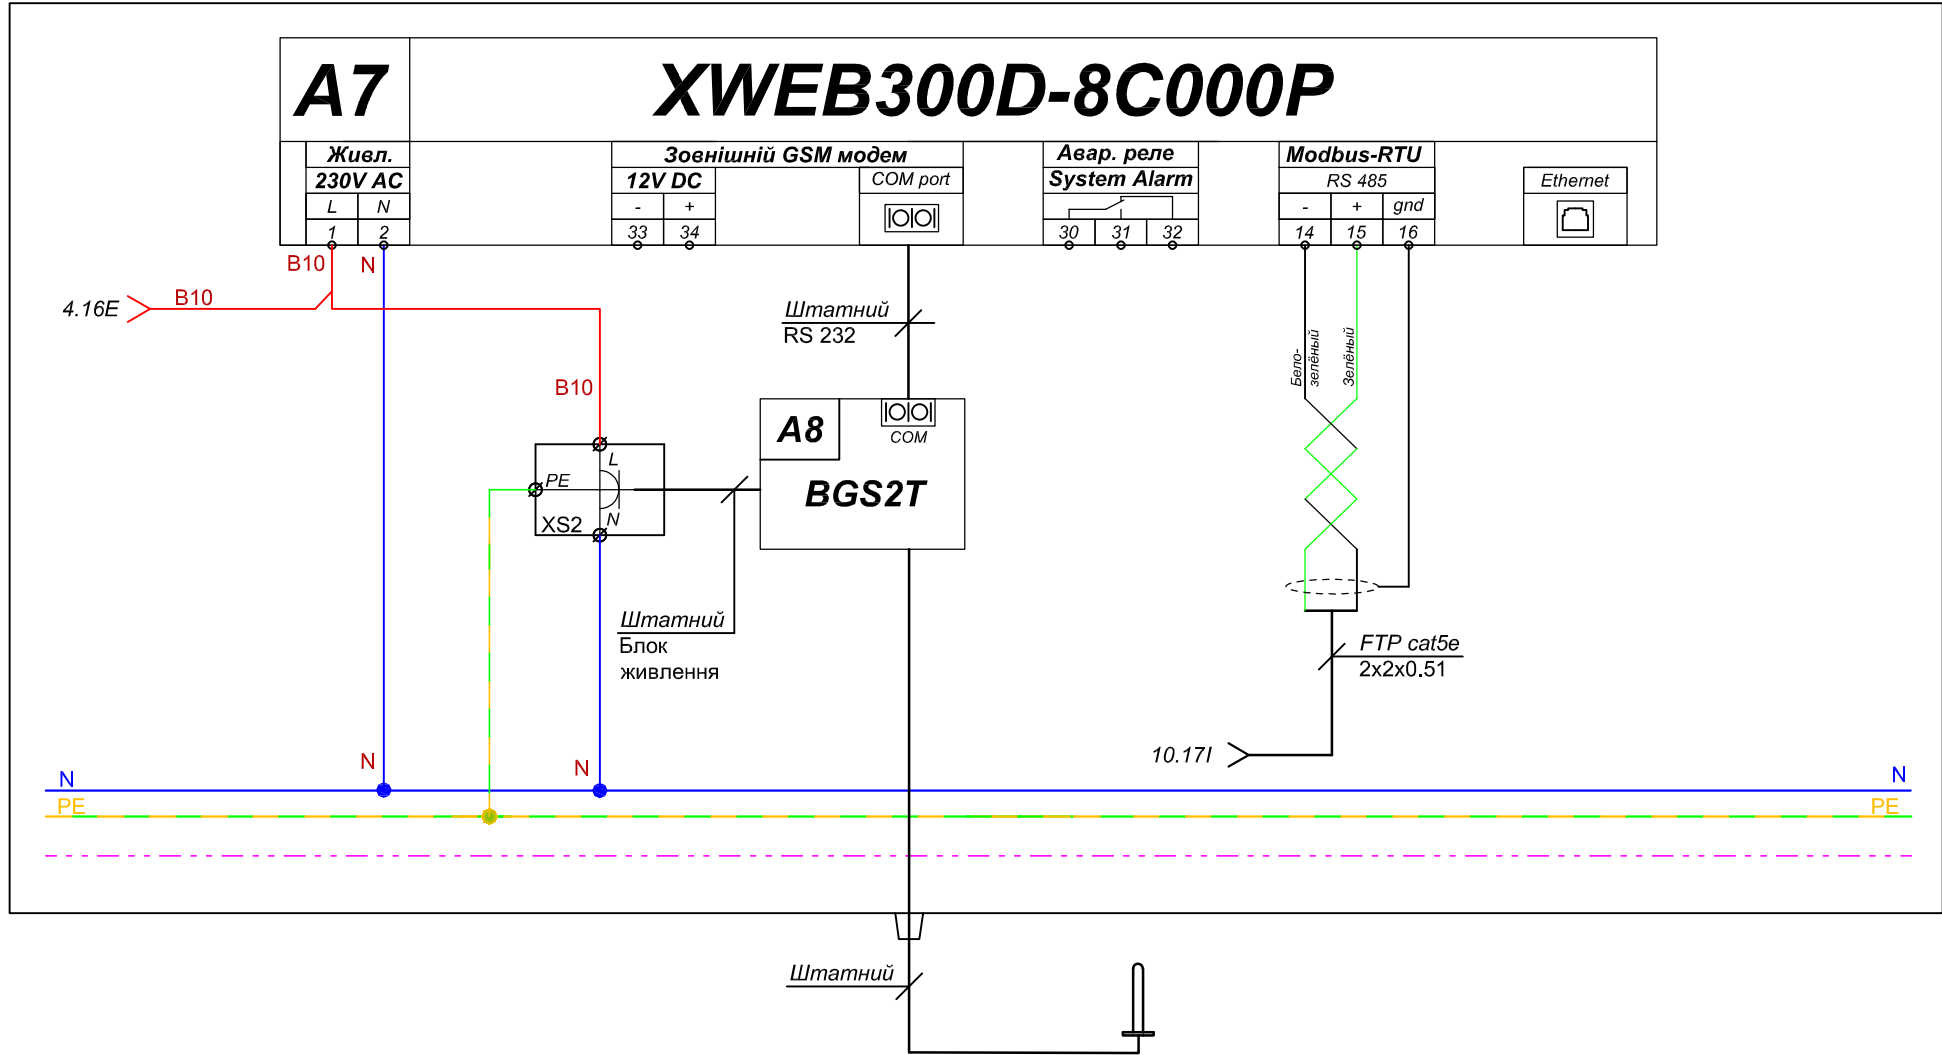 A7
XWEB300D-8C000P
Живл.
230V AC
L N
1 2
Зовнішній GSM модем
12V DC
- +
33 34
COM port
Авар. реле
System Alarm
30 31 32
Modbus-RTU
RS 485
- + gnd
14 15 16
Ethernet
B10 N
4.16E
B10
Штатний
RS 232
Бело-
зелёный
Зелёный
B10
A8
COM
BGS2T
L
PE
XS2
N
Штатний
Блок
живлення
FTP cat5e
2x2x0.51
10.17I
N
N
N
N
PE
PE
Штатний